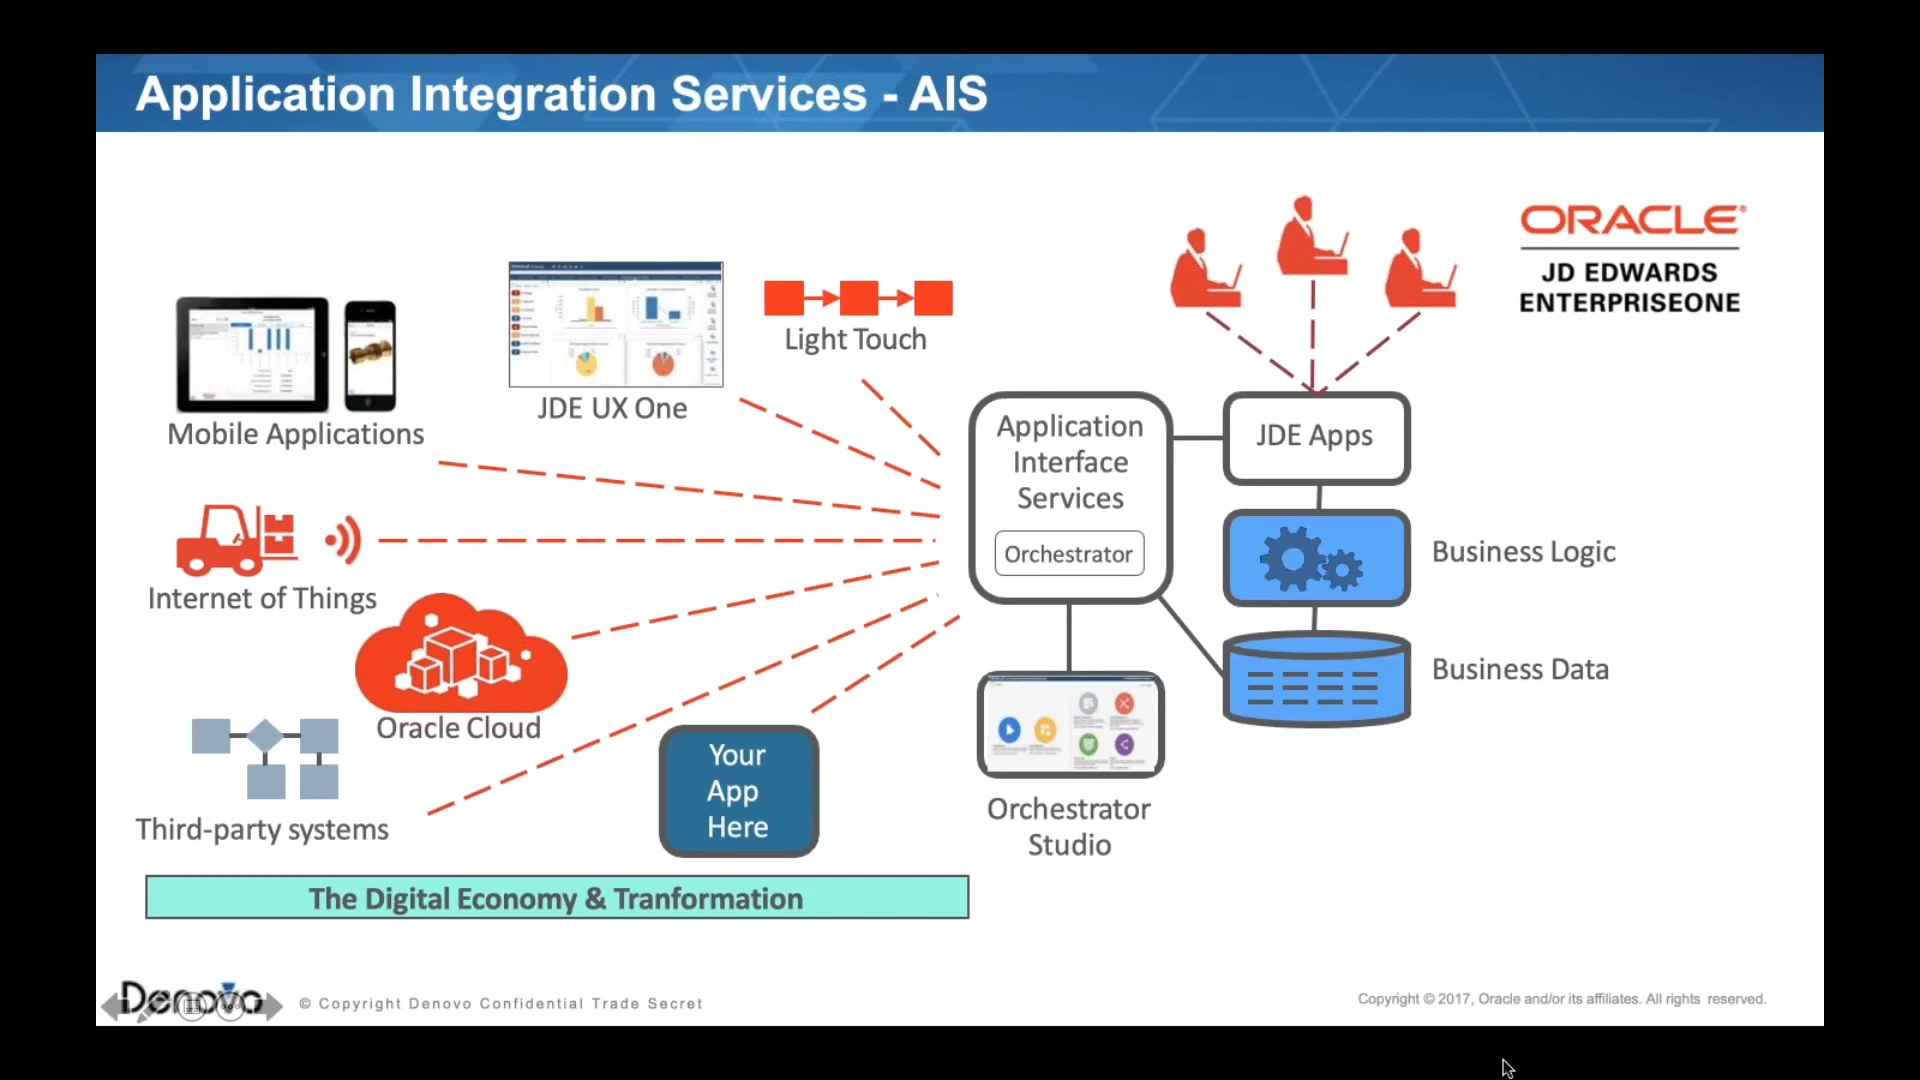 Application Integration Services - AIS
ORACLE
JD EDWARDS
ENTERPRISEONE
Light Touch
JDE UX One
Mobile Applications
Application
Interface
Services
Orchestrator
JDE Apps
Business Logic
Internet of Things
Business Data
Oracle Cloud
Your
App
Here
Third-party systems
Orchestrator
Studio
The Digital Economy & Tranformation
Denovo
© Copyright Denovo Confidential Trade Secret
Copyright © 2017, Oracle and/or its affiliates. All rights reserved.